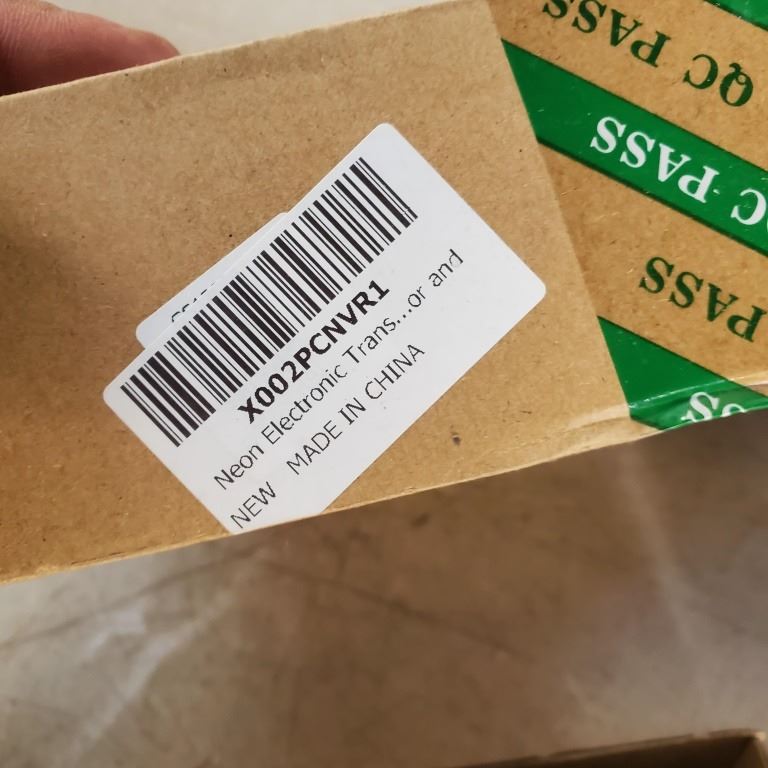 X002PCNVR1
Neon Electronic Trans...or and
NEW MADE IN CHINA
QC PASS
QC PASS
PASS